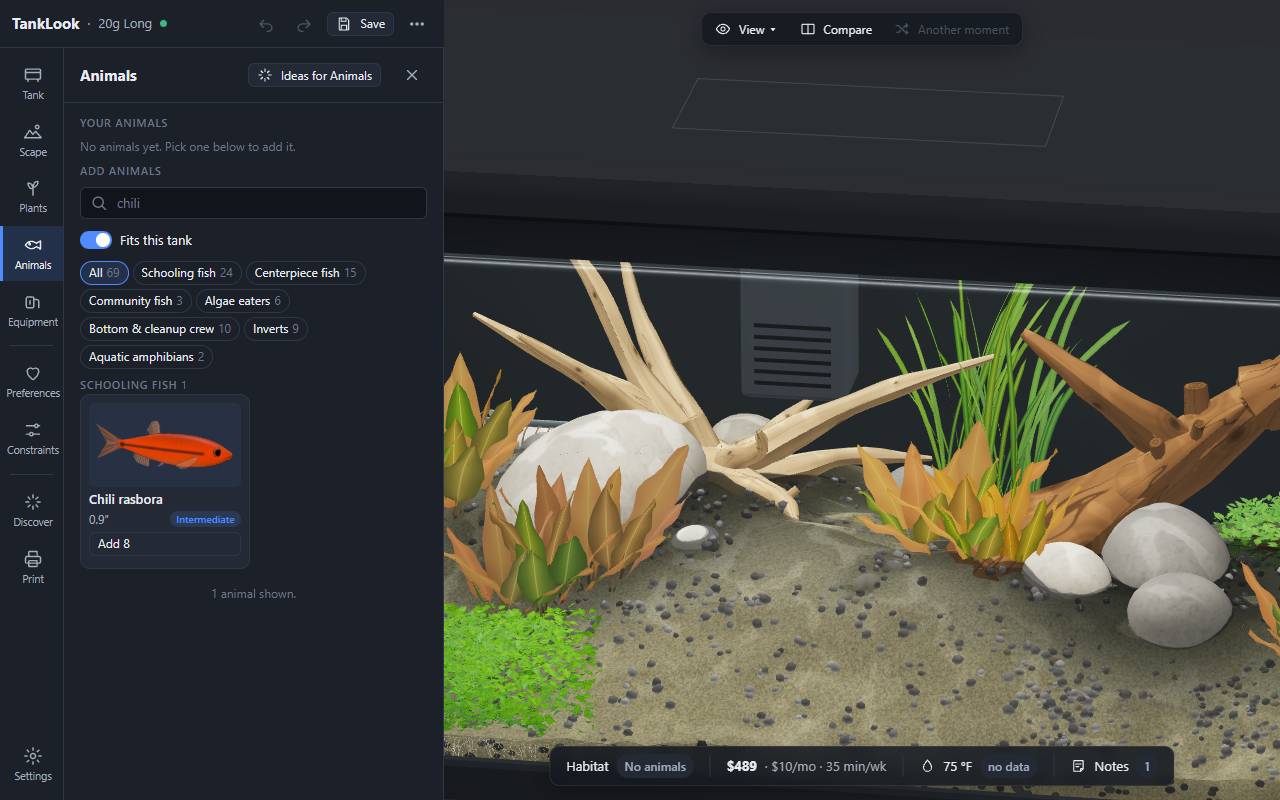 TankLook · 20g Long
Save
View
Compare
Another moment
Tank
Scape
Plants
Animals
Equipment
Preferences
Constraints
Discover
Print
Settings
Animals
Ideas for Animals
YOUR ANIMALS
No animals yet. Pick one below to add it.
ADD ANIMALS
chili
Fits this tank
All 69
Schooling fish 24
Centerpiece fish 15
Community fish 3
Algae eaters 6
Bottom & cleanup crew 10
Inverts 9
Aquatic amphibians 2
SCHOOLING FISH 1
Chili rasbora
0.9"
Intermediate
Add 8
1 animal shown.
Habitat
No animals
$489 · $10/mo · 35 min/wk
75 °F
no data
Notes 1